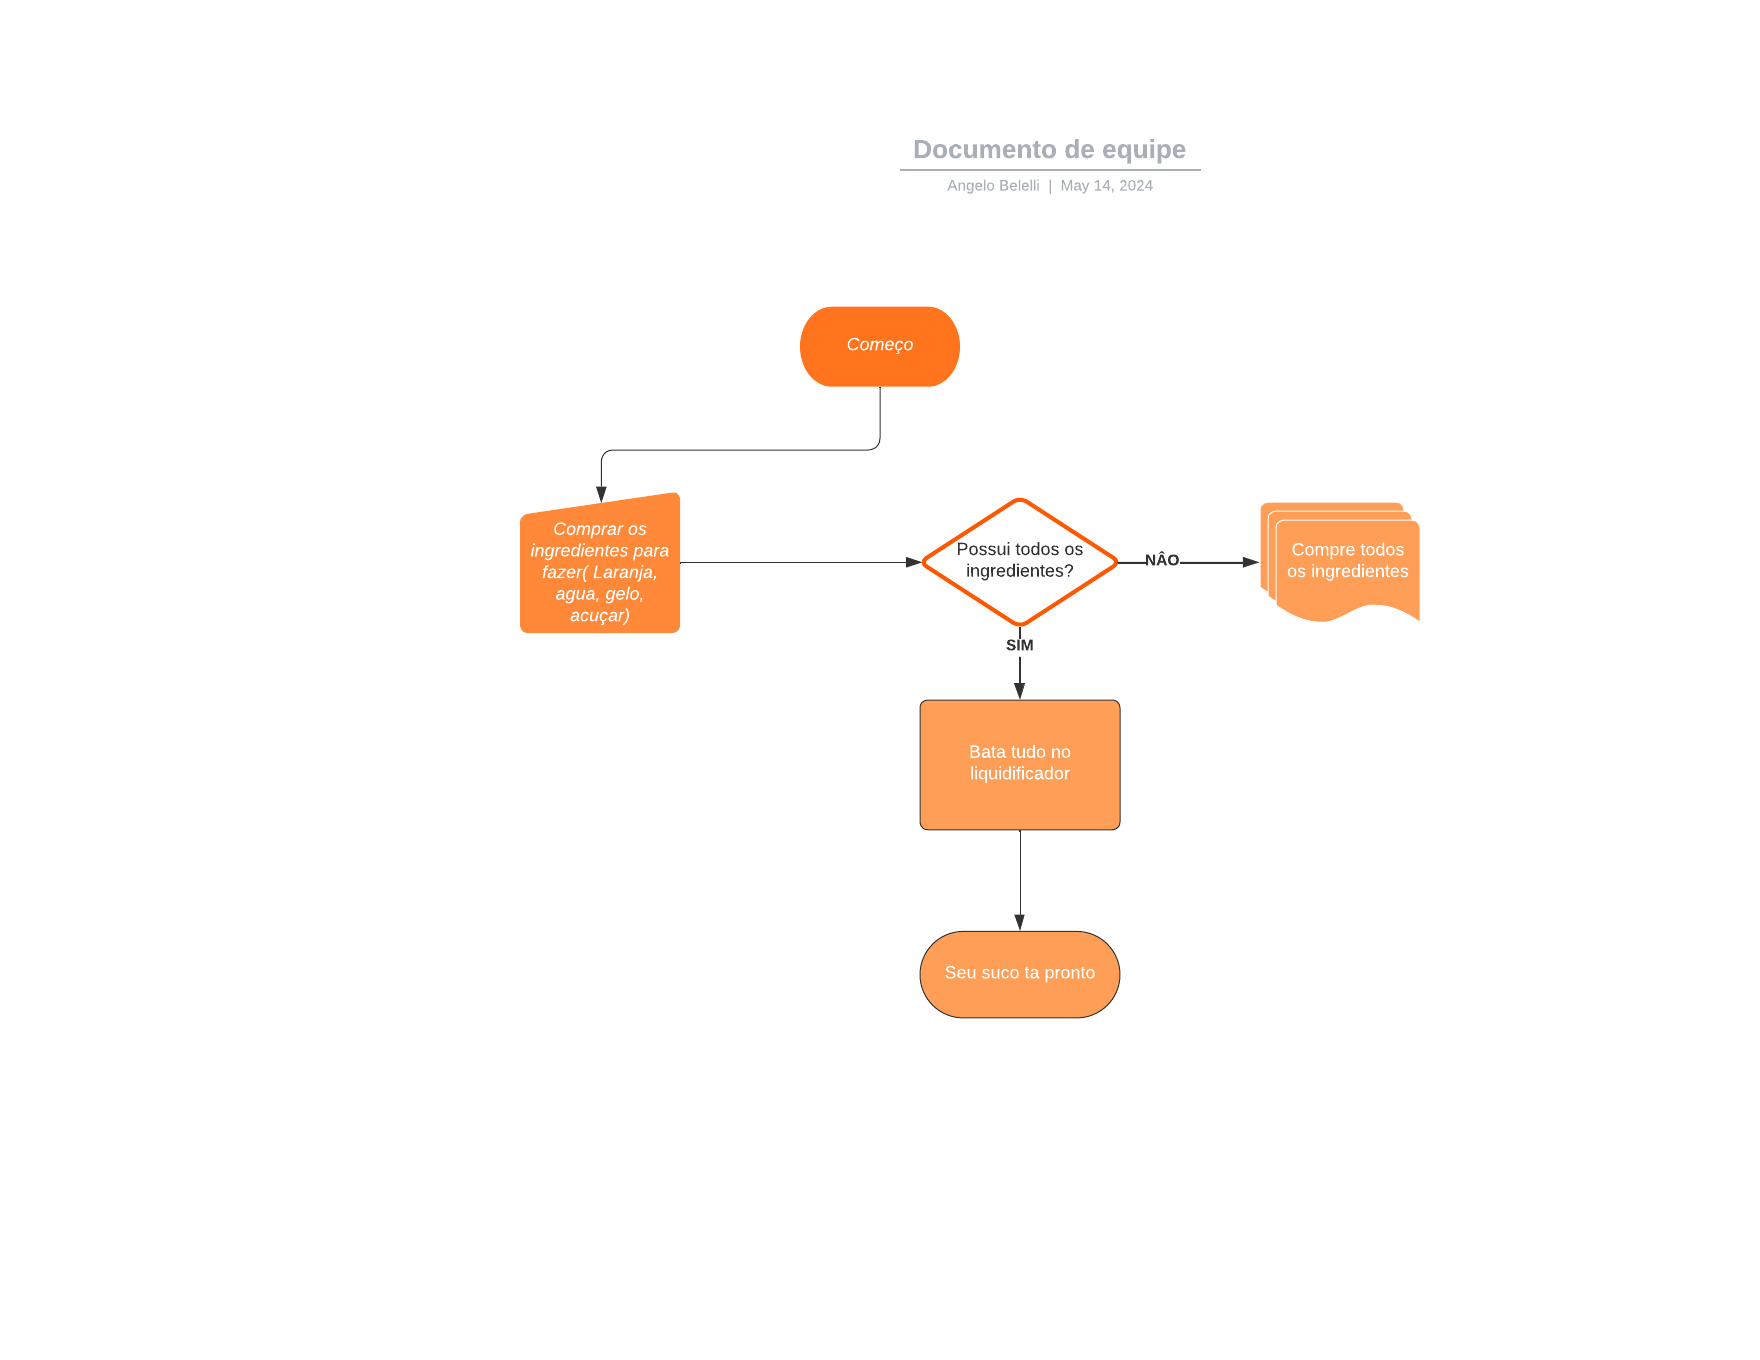 Documento de equipe
Angelo Belelli | May 14, 2024
Começo
Comprar os
ingredientes para
fazer( Laranja,
agua, gelo,
acuçar)
Possui todos os
ingredientes?
NÂO
Compre todos
os ingredientes
SIM
Bata tudo no
liquidificador
Seu suco ta pronto